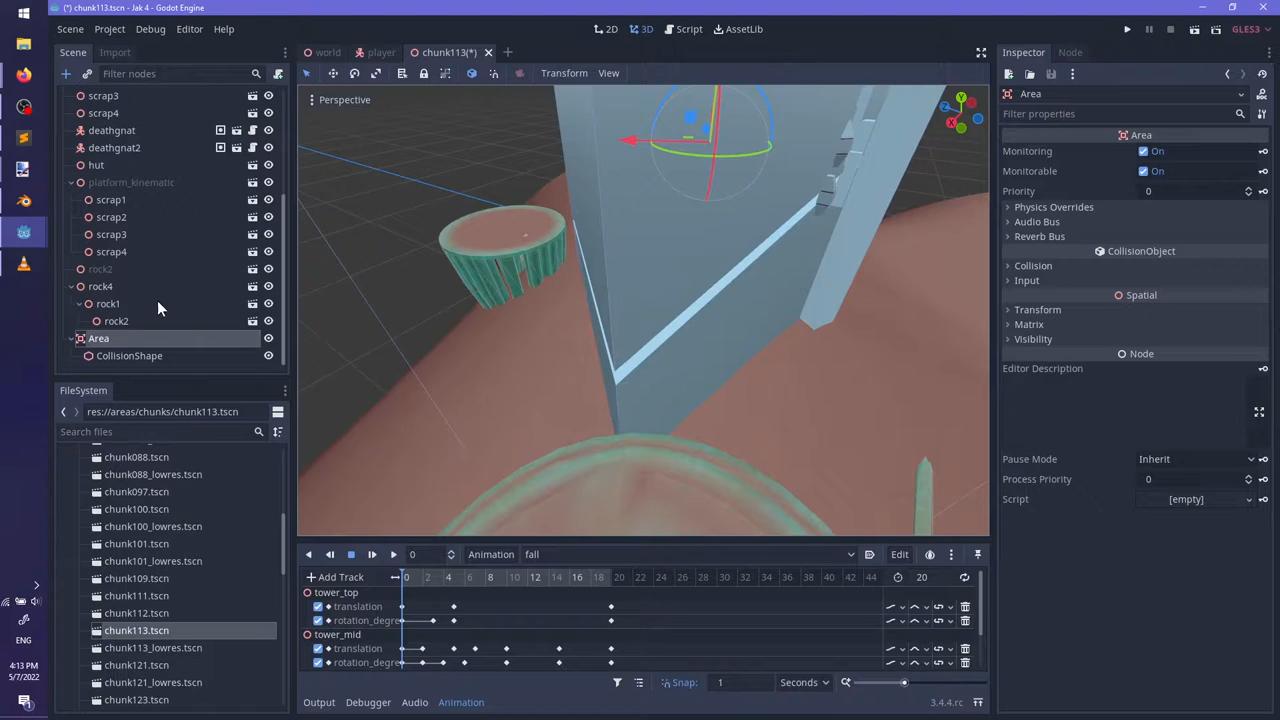 (*) chunk113.tscn - Jak 4 - Godot Engine
Scene Project Debug Editor Help
2D 3D Script AssetLib
GLES3
Scene Import
world player chunk113(*)
Inspector Node
Filter nodes
Transform View
Area
Filter properties
Perspective
Y
X
Z
scrap3
scrap4
deathgnat
deathgnat2
hut
platform_kinematic
scrap1
scrap2
scrap3
scrap4
rock2
rock4
rock1
rock2
Area
CollisionShape
Area
Monitoring On
Monitorable On
Priority 0
Physics Overrides
Audio Bus
Reverb Bus
CollisionObject
Collision
Input
Spatial
Transform
Matrix
Visibility
Node
Editor Description
Pause Mode Inherit
Process Priority 0
Script [empty]
FileSystem
res://areas/chunks/chunk113.tscn
Search files
chunk088.tscn
chunk088_lowres.tscn
chunk097.tscn
chunk100.tscn
chunk100_lowres.tscn
chunk101.tscn
chunk101_lowres.tscn
chunk109.tscn
chunk111.tscn
chunk112.tscn
chunk113.tscn
chunk113_lowres.tscn
chunk121.tscn
chunk121_lowres.tscn
chunk123.tscn
0 Animation fall Edit
Add Track 0 2 4 6 8 10 12 14 16 18 20 22 24 26 28 30 32 34 36 38 40 42 44 20
tower_top
translation
rotation_degre
tower_mid
translation
rotation_degre
Snap: 1 Seconds
Output Debugger Audio Animation 3.4.4.rc
ENG
4:13 PM
5/7/2022